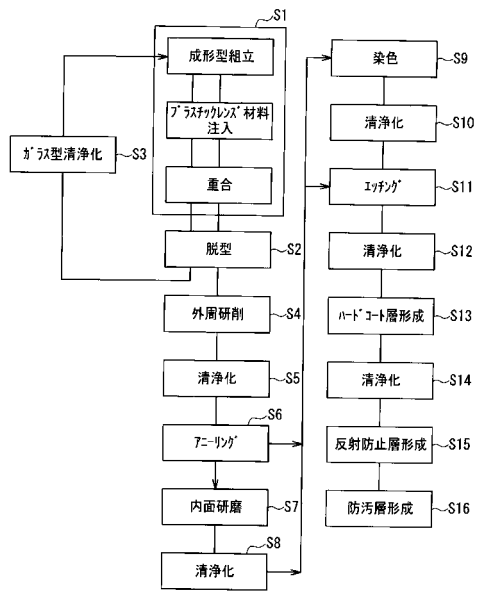 S1
成形型組立
ﾌﾟﾗｽﾁｯｸﾚﾝｽﾞ材料
注入
重合
ｶﾞﾗｽ型清浄化
S3
脱型
S2
外周研削
S4
清浄化
S5
ｱﾆｰﾘﾝｸﾞ
S6
内面研磨
S7
清浄化
S8
染色
S9
清浄化
S10
ｴｯﾁﾝｸﾞ
S11
清浄化
S12
ﾊｰﾄﾞｺｰﾄ層形成
S13
清浄化
S14
反射防止層形成
S15
防汚層形成
S16